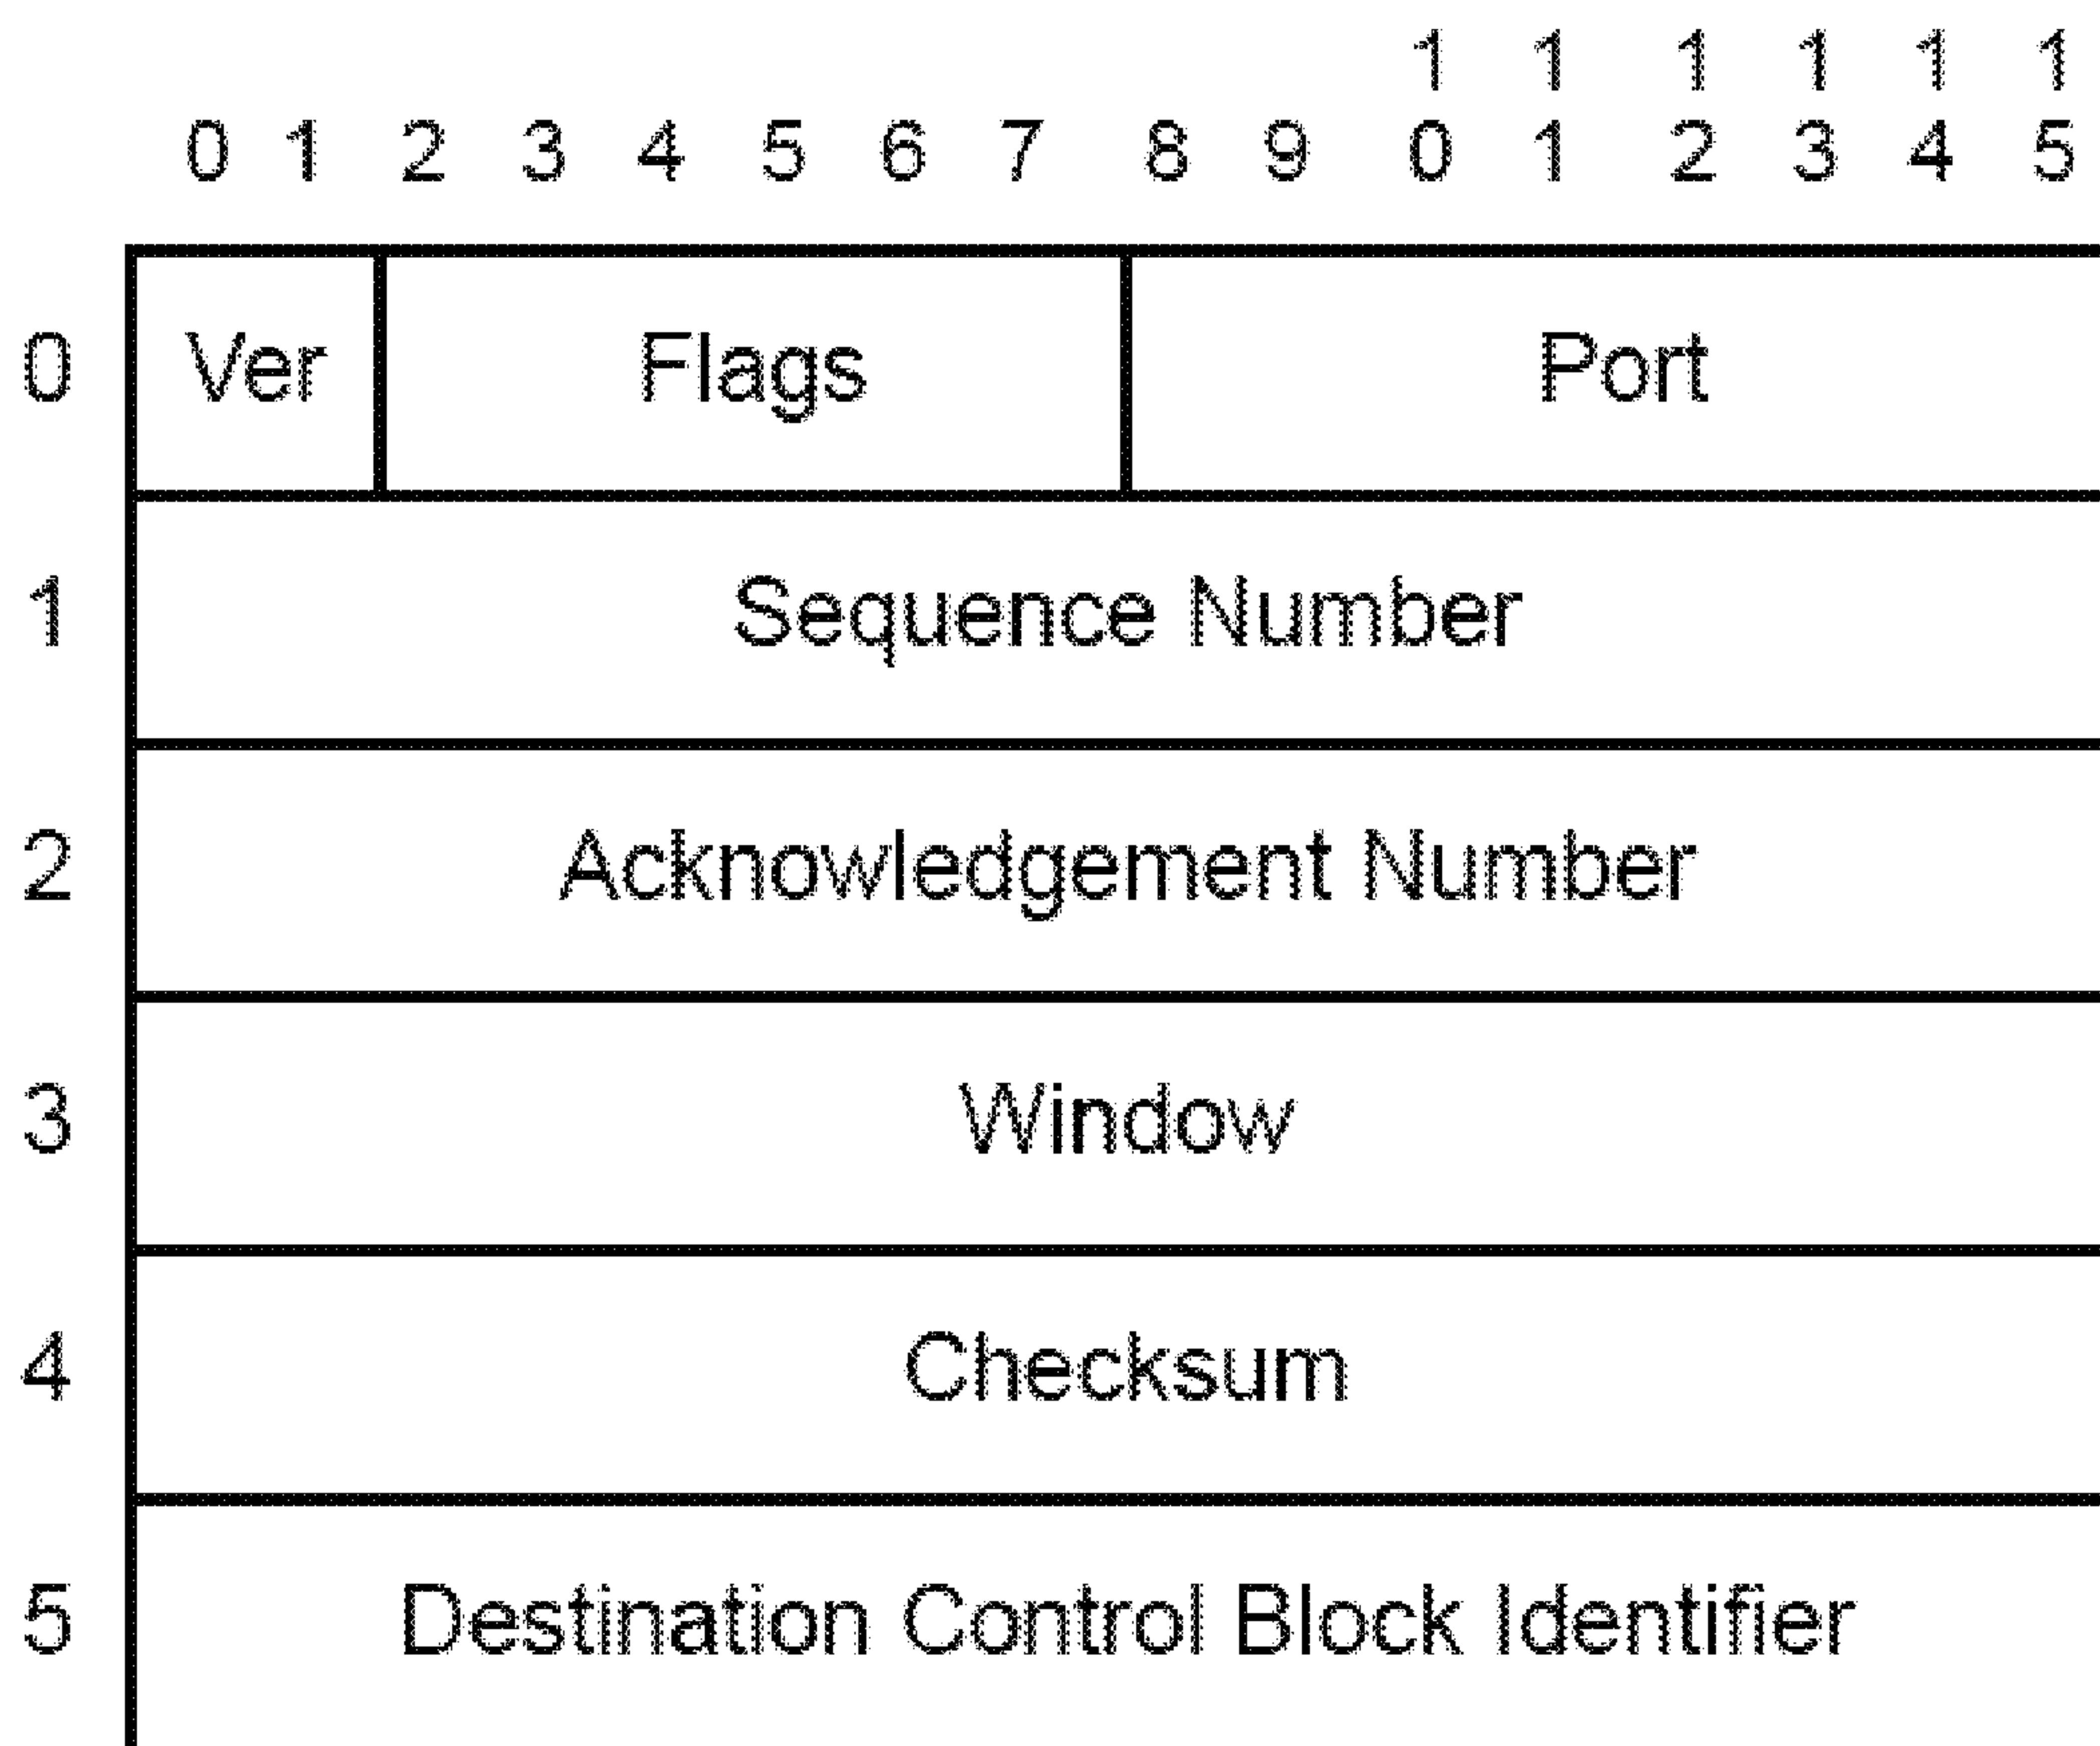 1 1 1 1 1 1
0 1 2 3 4 5 6 7 8 9 0 1 2 3 4 5
0 Ver Flags Port
1 Sequence Number
2 Acknowledgement Number
3 Window
4 Checksum
5 Destination Control Block Identifier